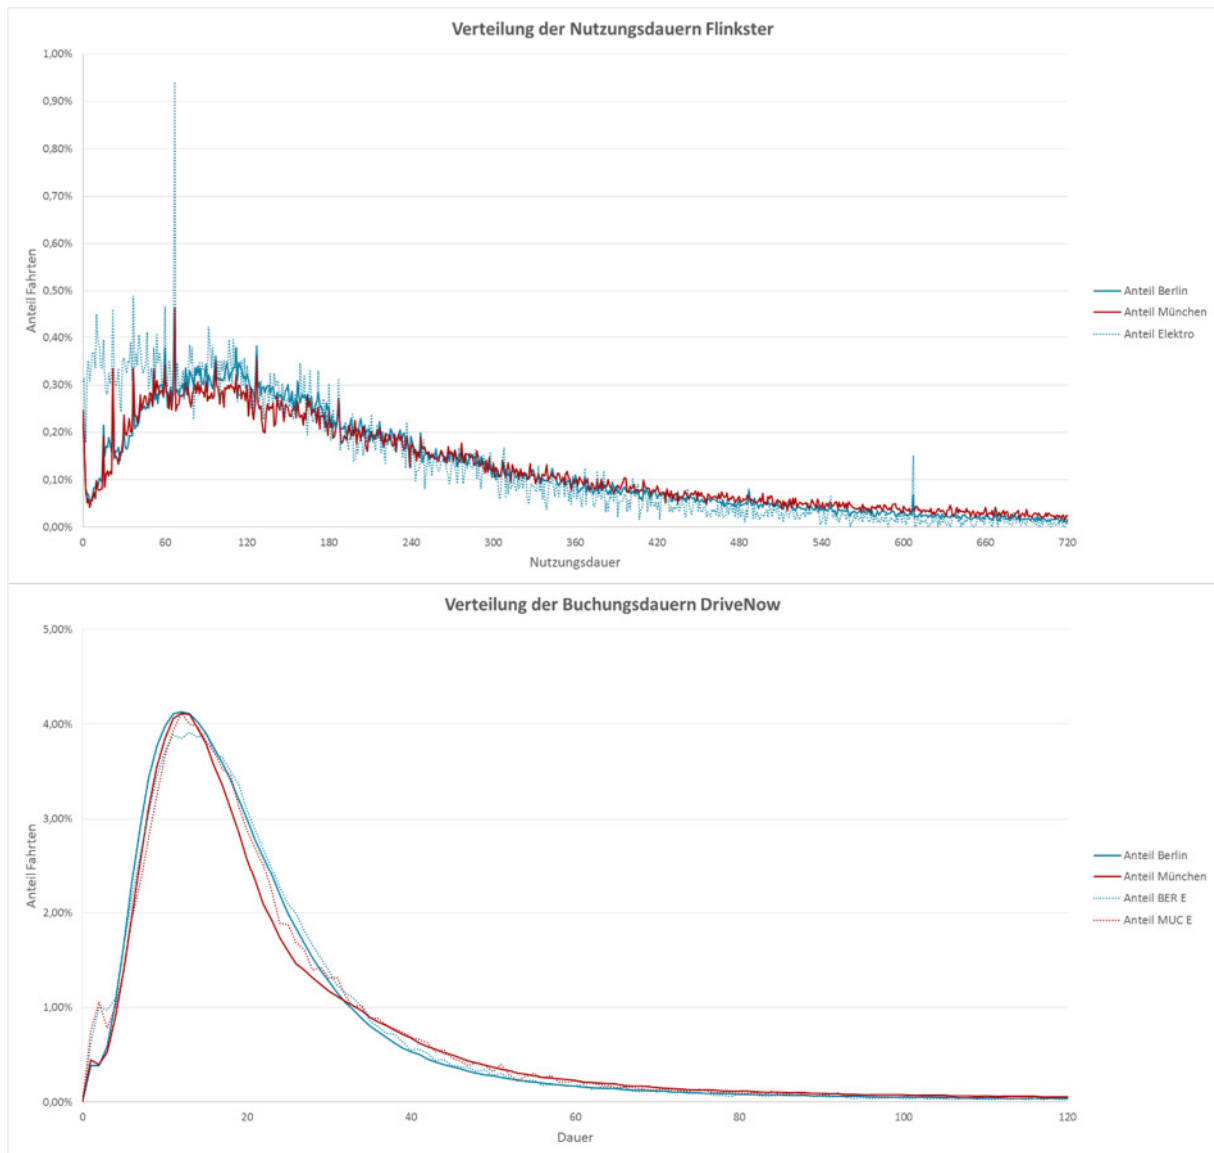 Verteilung der Nutzungsdauern Flinkster
1,00%
0,90%
0,80%
0,70%
0,60%
0,50%
0,40%
0,30%
0,20%
0,10%
0,00%
Anteil Fahrten
0 60 120 180 240 300 360 420 480 540 600 660 720
Nutzungsdauer
Anteil Berlin
Anteil München
Anteil Elektro
Verteilung der Buchungsdauern DriveNow
5,00%
4,00%
3,00%
2,00%
1,00%
0,00%
Anteil Fahrten
0 20 40 60 80 100 120
Dauer
Anteil Berlin
Anteil München
Anteil BER E
Anteil MUC E